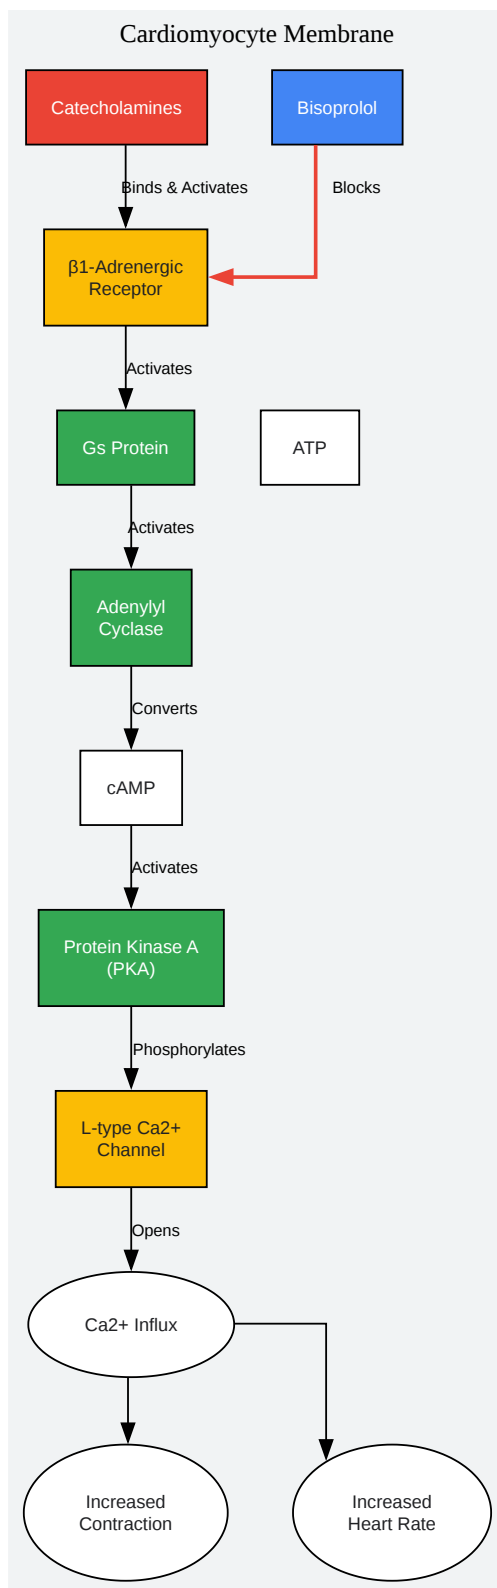 Cardiomyocyte Membrane
Catecholamines
Bisoprolol
Binds & Activates
Blocks
β1-Adrenergic
Receptor
Activates
Gs Protein
ATP
Activates
Adenylyl
Cyclase
Converts
cAMP
Activates
Protein Kinase A
(PKA)
Phosphorylates
L-type Ca2+
Channel
Opens
Ca2+ Influx
Increased
Contraction
Increased
Heart Rate